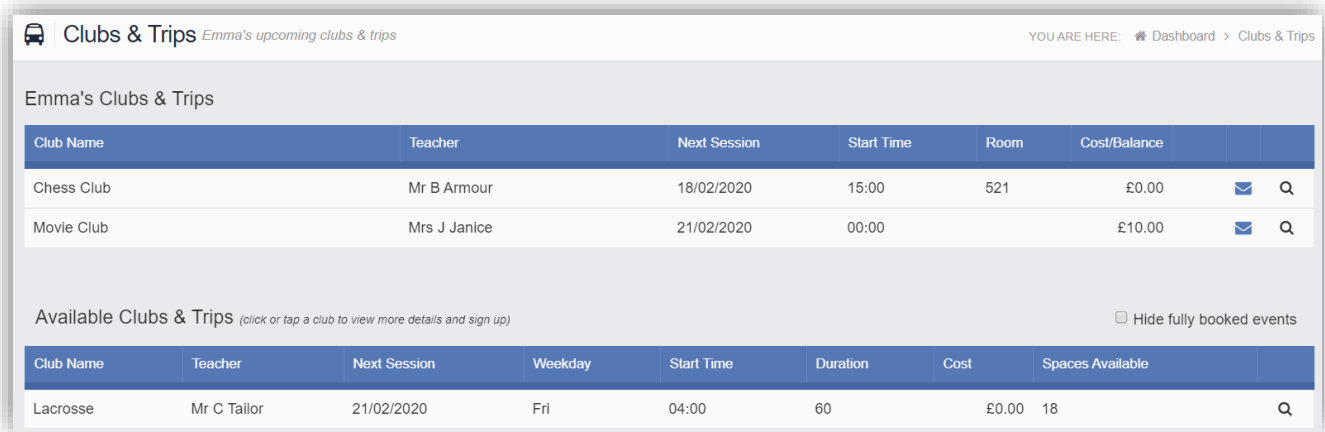 Clubs & Trips Emma's upcoming clubs & trips YOU ARE HERE: Dashboard > Clubs & Trips
Emma's Clubs & Trips
Club Name Teacher Next Session Start Time Room Cost/Balance
Chess Club Mr B Armour 18/02/2020 15:00 521 £0.00
Movie Club Mrs J Janice 21/02/2020 00:00 £10.00
Available Clubs & Trips (click or tap a club to view more details and sign up) Hide fully booked events
Club Name Teacher Next Session Weekday Start Time Duration Cost Spaces Available
Lacrosse Mr C Tailor 21/02/2020 Fri 04:00 60 £0.00 18